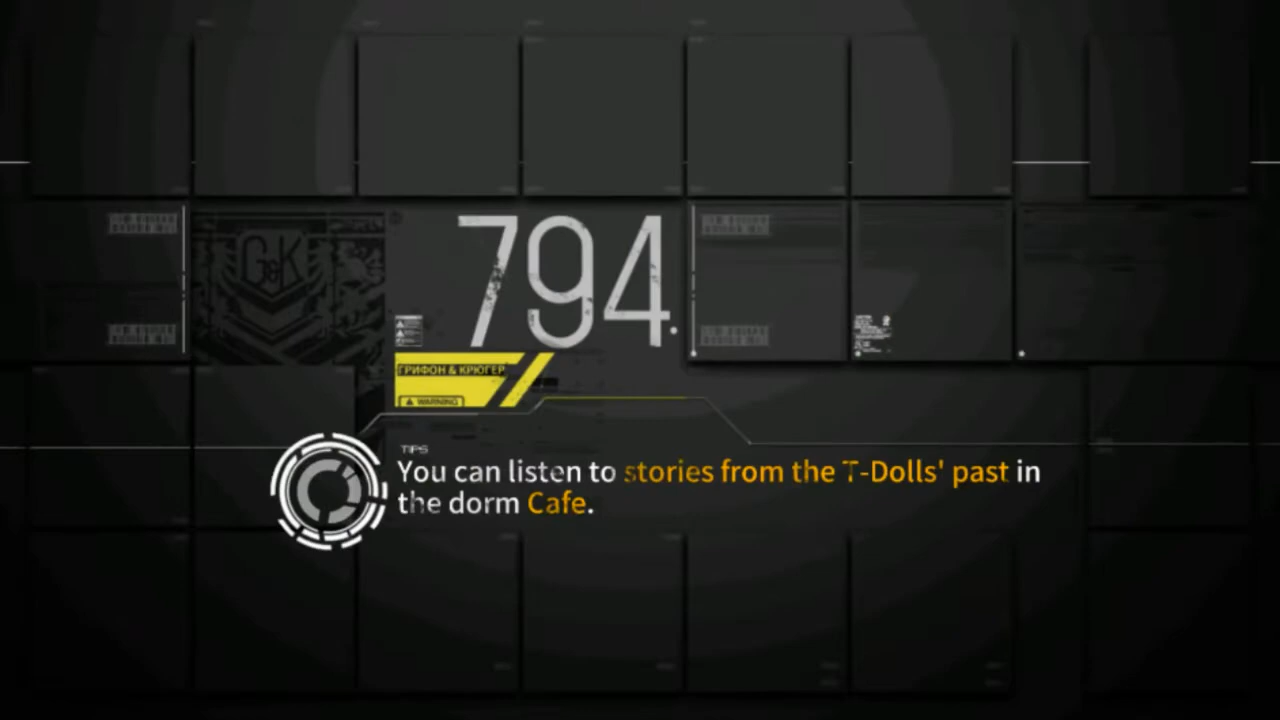 G&K
794.
ГРИФОН & КРЮГЕР
WARNING
TIPS
You can listen to stories from the T-Dolls' past in
the dorm Cafe.